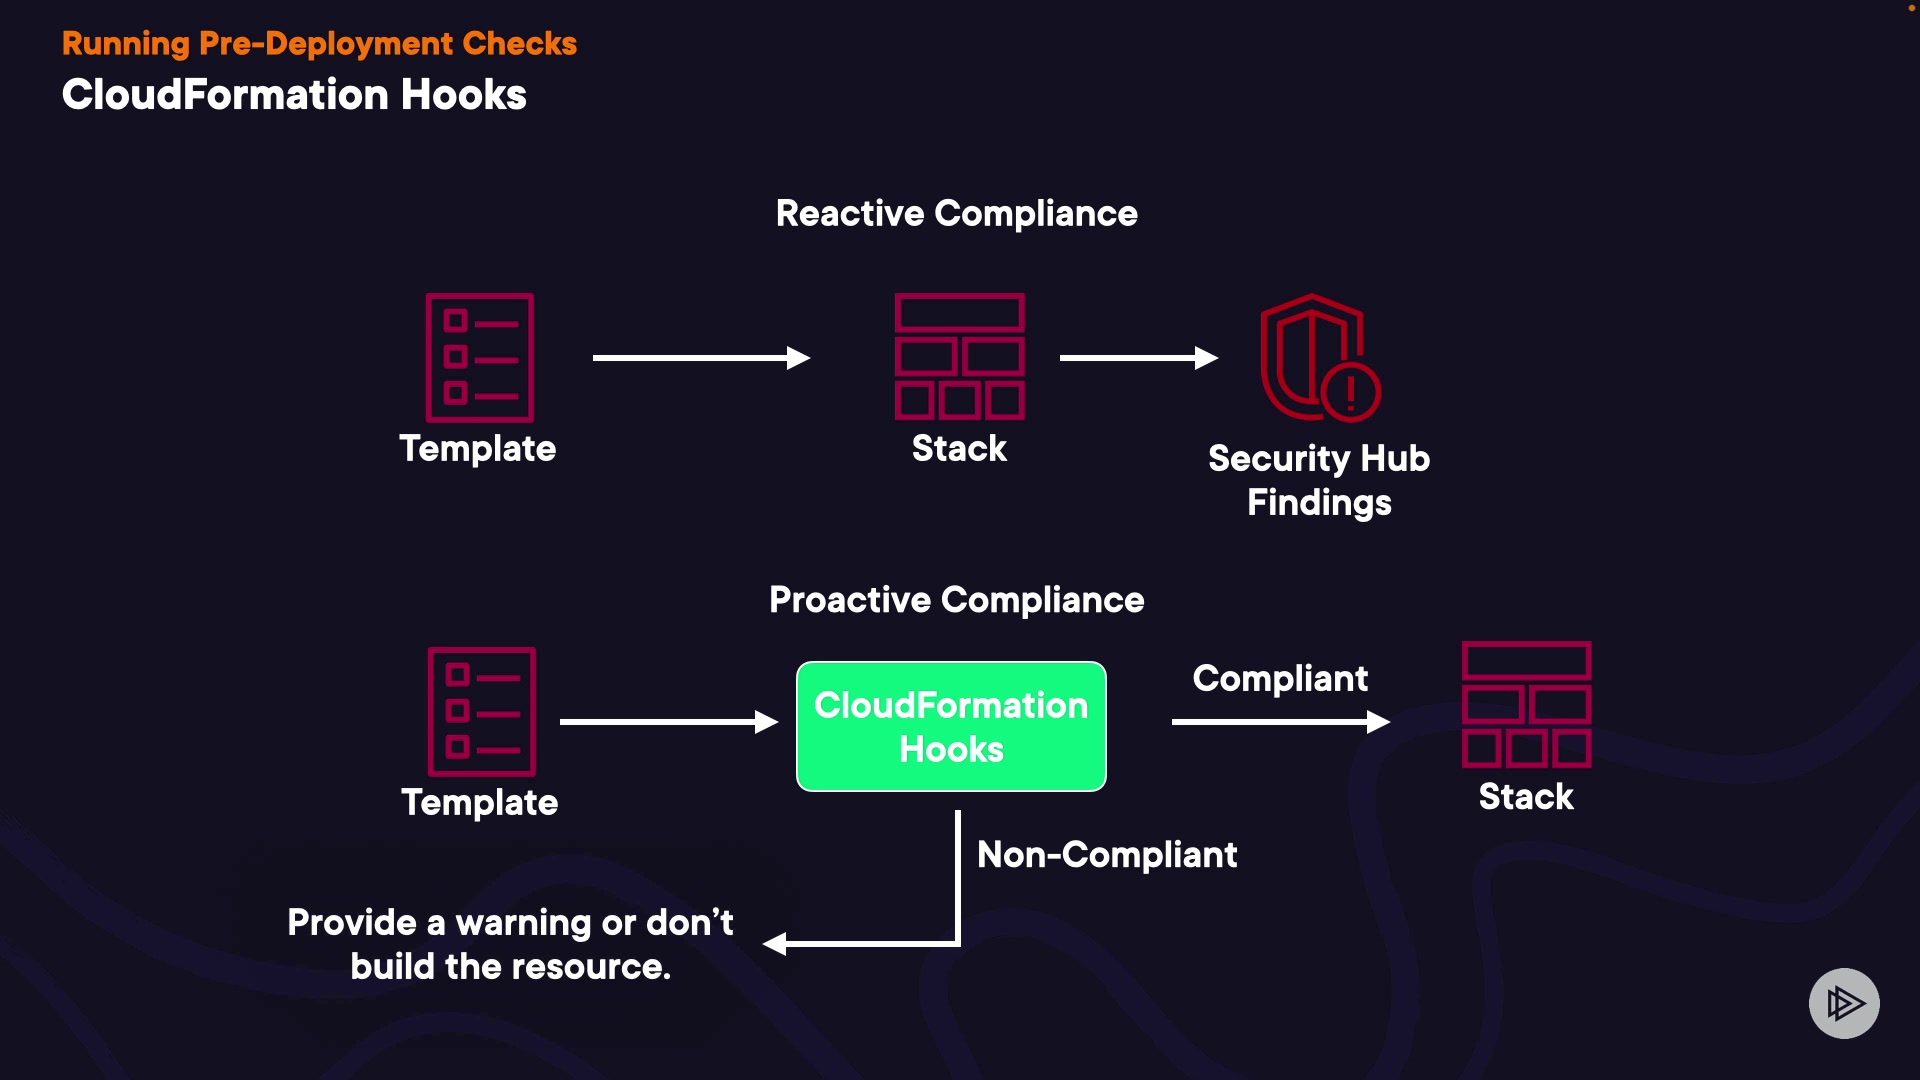 Running Pre-Deployment Checks
CloudFormation Hooks
Reactive Compliance
Template
Stack
Security Hub
Findings
Proactive Compliance
Template
CloudFormation
Hooks
Compliant
Stack
Non-Compliant
Provide a warning or don’t
build the resource.